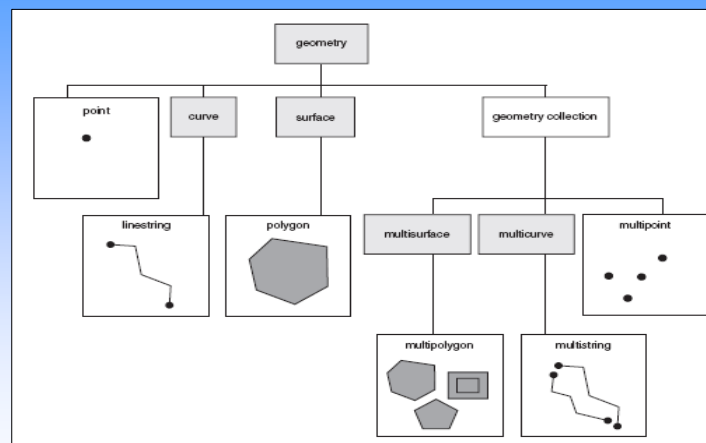 geometry
point
curve
surface
geometry collection
linestring
polygon
multisurface
multicurve
multipoint
multipolygon
multistring